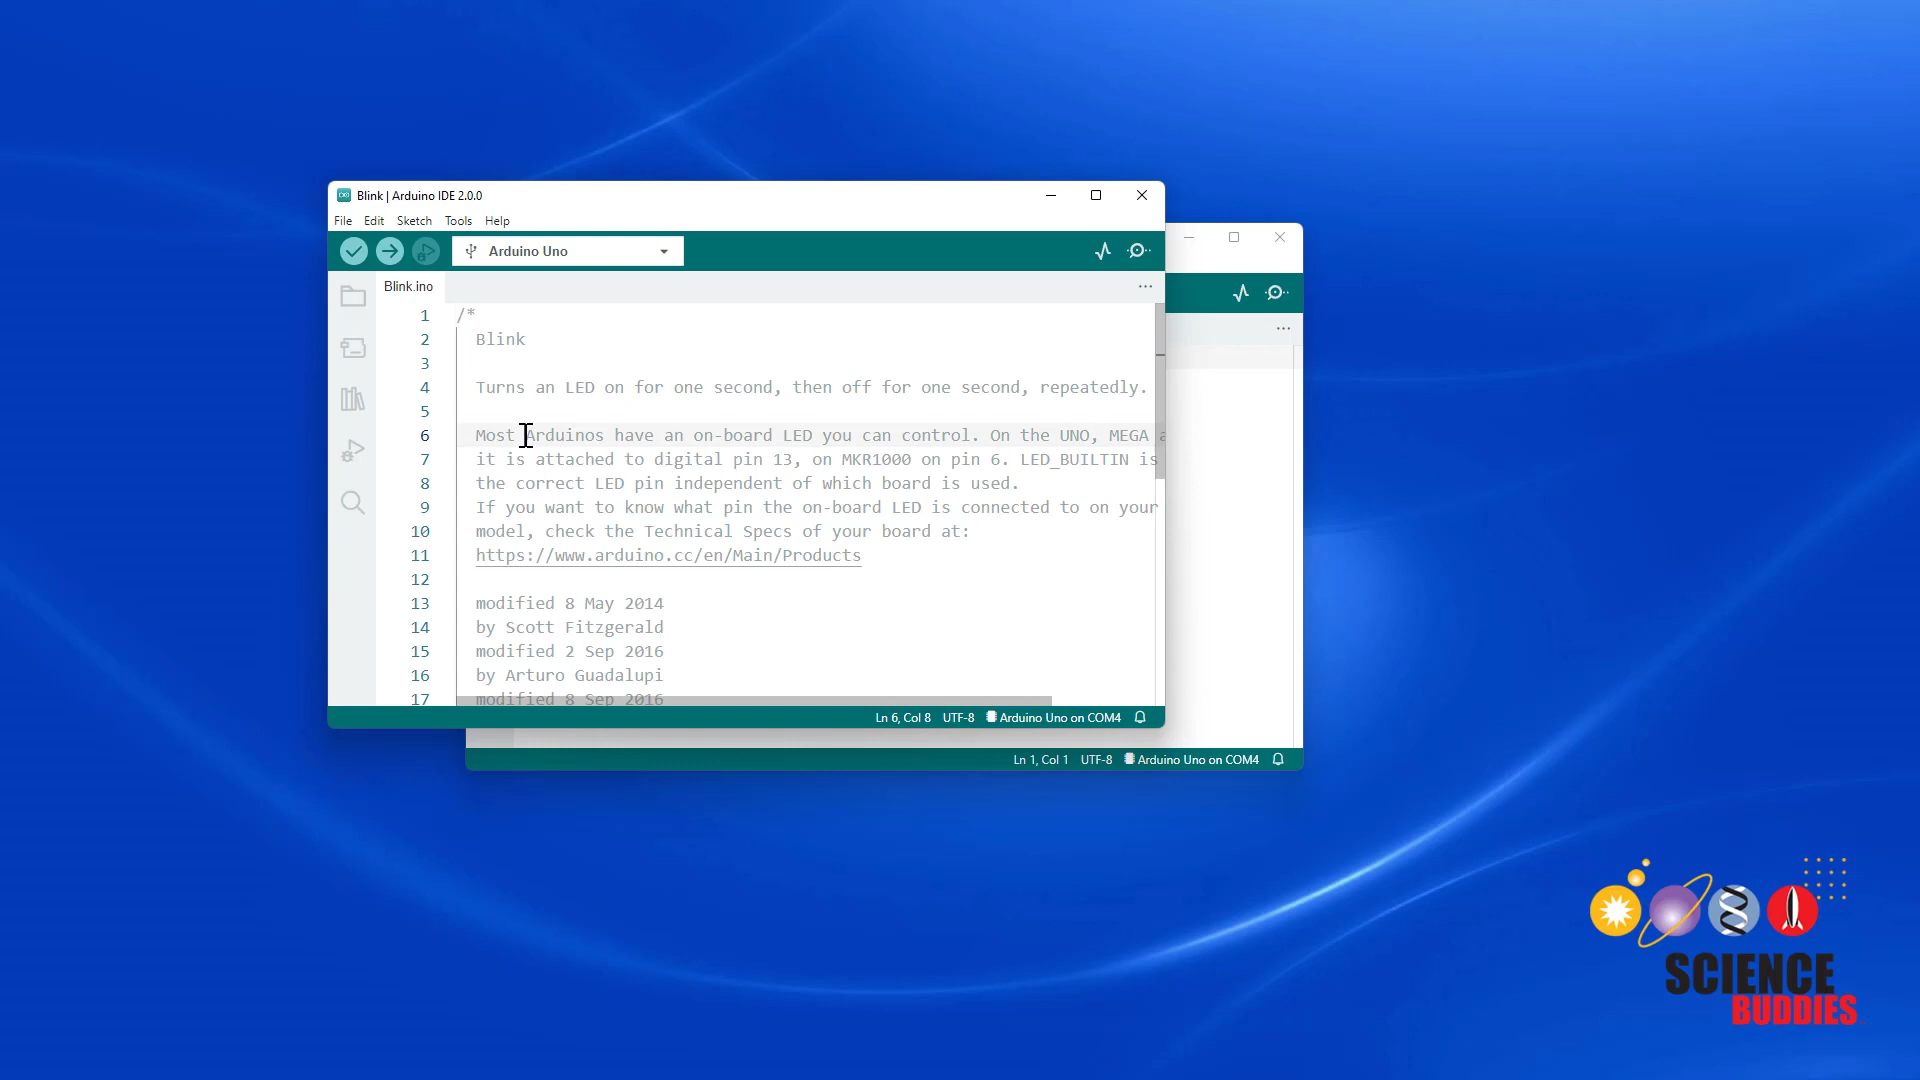 Blink | Arduino IDE 2.0.0
File Edit Sketch Tools Help
Arduino Uno
Blink.ino
1 /*
2 Blink
3
4 Turns an LED on for one second, then off for one second, repeatedly.
5
6 Most Arduinos have an on-board LED you can control. On the UNO, MEGA a
7 it is attached to digital pin 13, on MKR1000 on pin 6. LED_BUILTIN is
8 the correct LED pin independent of which board is used.
9 If you want to know what pin the on-board LED is connected to on your
10 model, check the Technical Specs of your board at:
11 https://www.arduino.cc/en/Main/Products
12
13 modified 8 May 2014
14 by Scott Fitzgerald
15 modified 2 Sep 2016
16 by Arturo Guadalupi
17 modified 8 Sep 2016
Ln 6, Col 8 UTF-8 Arduino Uno on COM4
Ln 1, Col 1 UTF-8 Arduino Uno on COM4
SCIENCE
BUDDIES